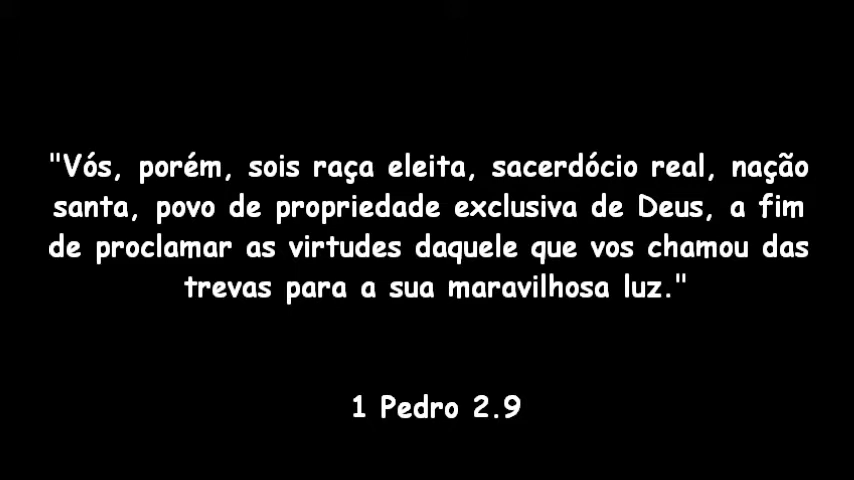 "Vós, porém, sois raça eleita, sacerdócio real, nação
santa, povo de propriedade exclusiva de Deus, a fim
de proclamar as virtudes daquele que vos chamou das
trevas para a sua maravilhosa luz."
1 Pedro 2.9